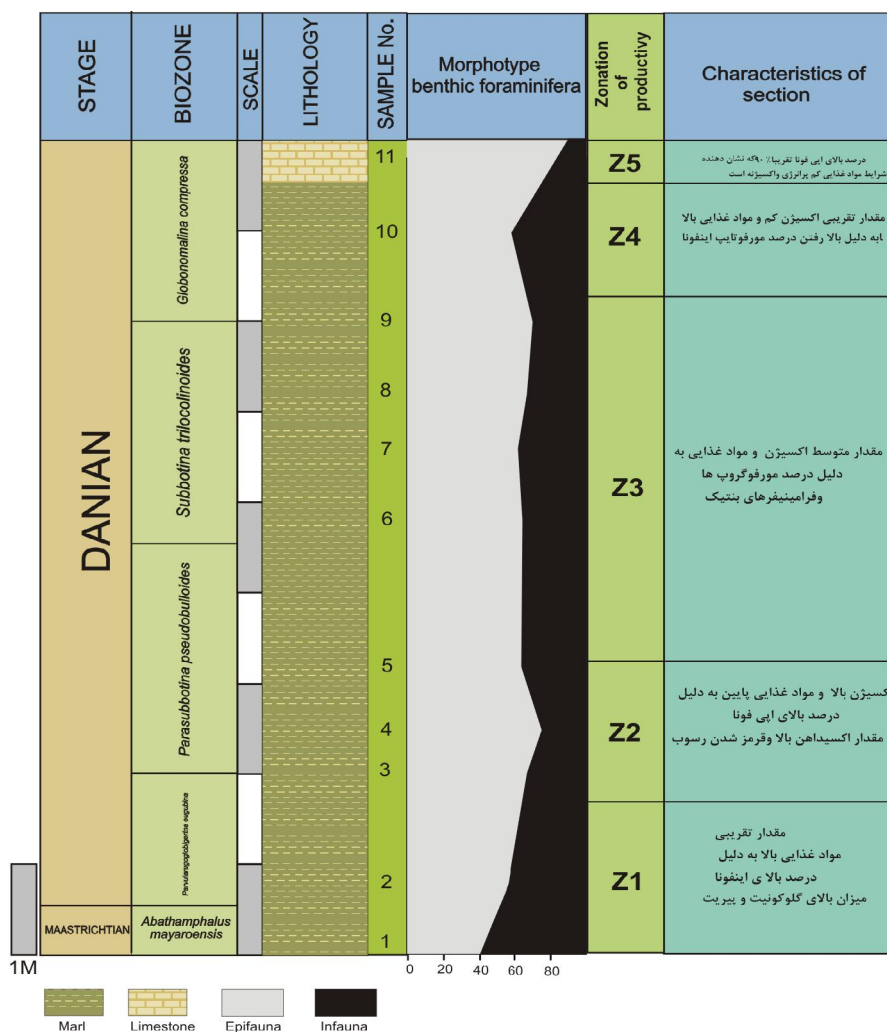 STAGE
BIOZONE
SCALE
LITHOLOGY
SAMPLE No.
Morphotype
benthic foraminifera
Zonation
of
productivy
Characteristics of
section
DANIAN
MAASTRICHTIAN
Globonomalina compressa
Subbotina trilocolinoides
Parasubbotina pseudobulloides
Abathamphalus
mayaroensis
11
10
9
8
7
6
5
4
3
2
1
Z5
درصد بالای اپی فونا تقریبا ۹۰٪ که نشان دهنده
شرایط مواد غذایی کم پرانرژی واکسیژنه است
Z4
مقدار تقریبی اکسیژن کم و مواد غذایی بالا
ابه دلیل بالا رفتن درصد مورفوتایپ اینفونا
Z3
مقدار متوسط اکسیژن و مواد غذایی به
دلیل درصد مورفوگروپ ها
وفرامینیفرهای بنتیک
Z2
کسیژن بالا و مواد غذایی پایین به دلیل
درصد بالای اپی فونا
مقدار اکسیداهن بالا وقرمز شدن رسوب
Z1
مقدار تقریبی
مواد غذایی بالا به دلیل
درصد بالا ی اینفونا
میزان بالای گلوکونیت و پیریت
1M
0 20 40 60 80
Marl
Limestone
Epifauna
Infauna